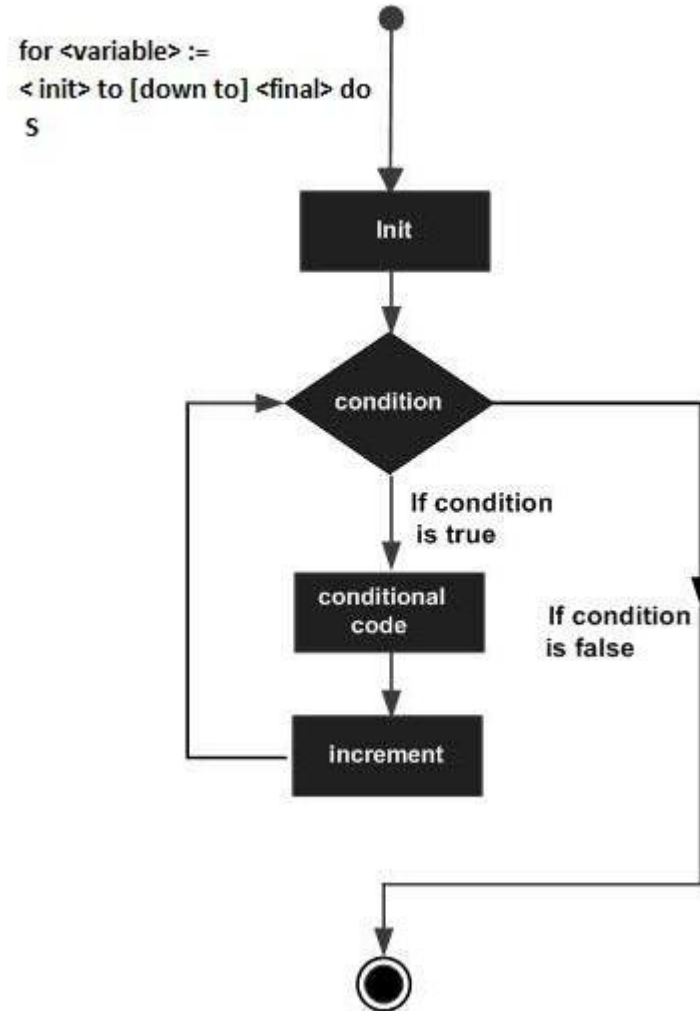 for <variable> :=
< init> to [down to] <final> do
S
Init
condition
If condition
is true
conditional
code
If condition
is false
increment